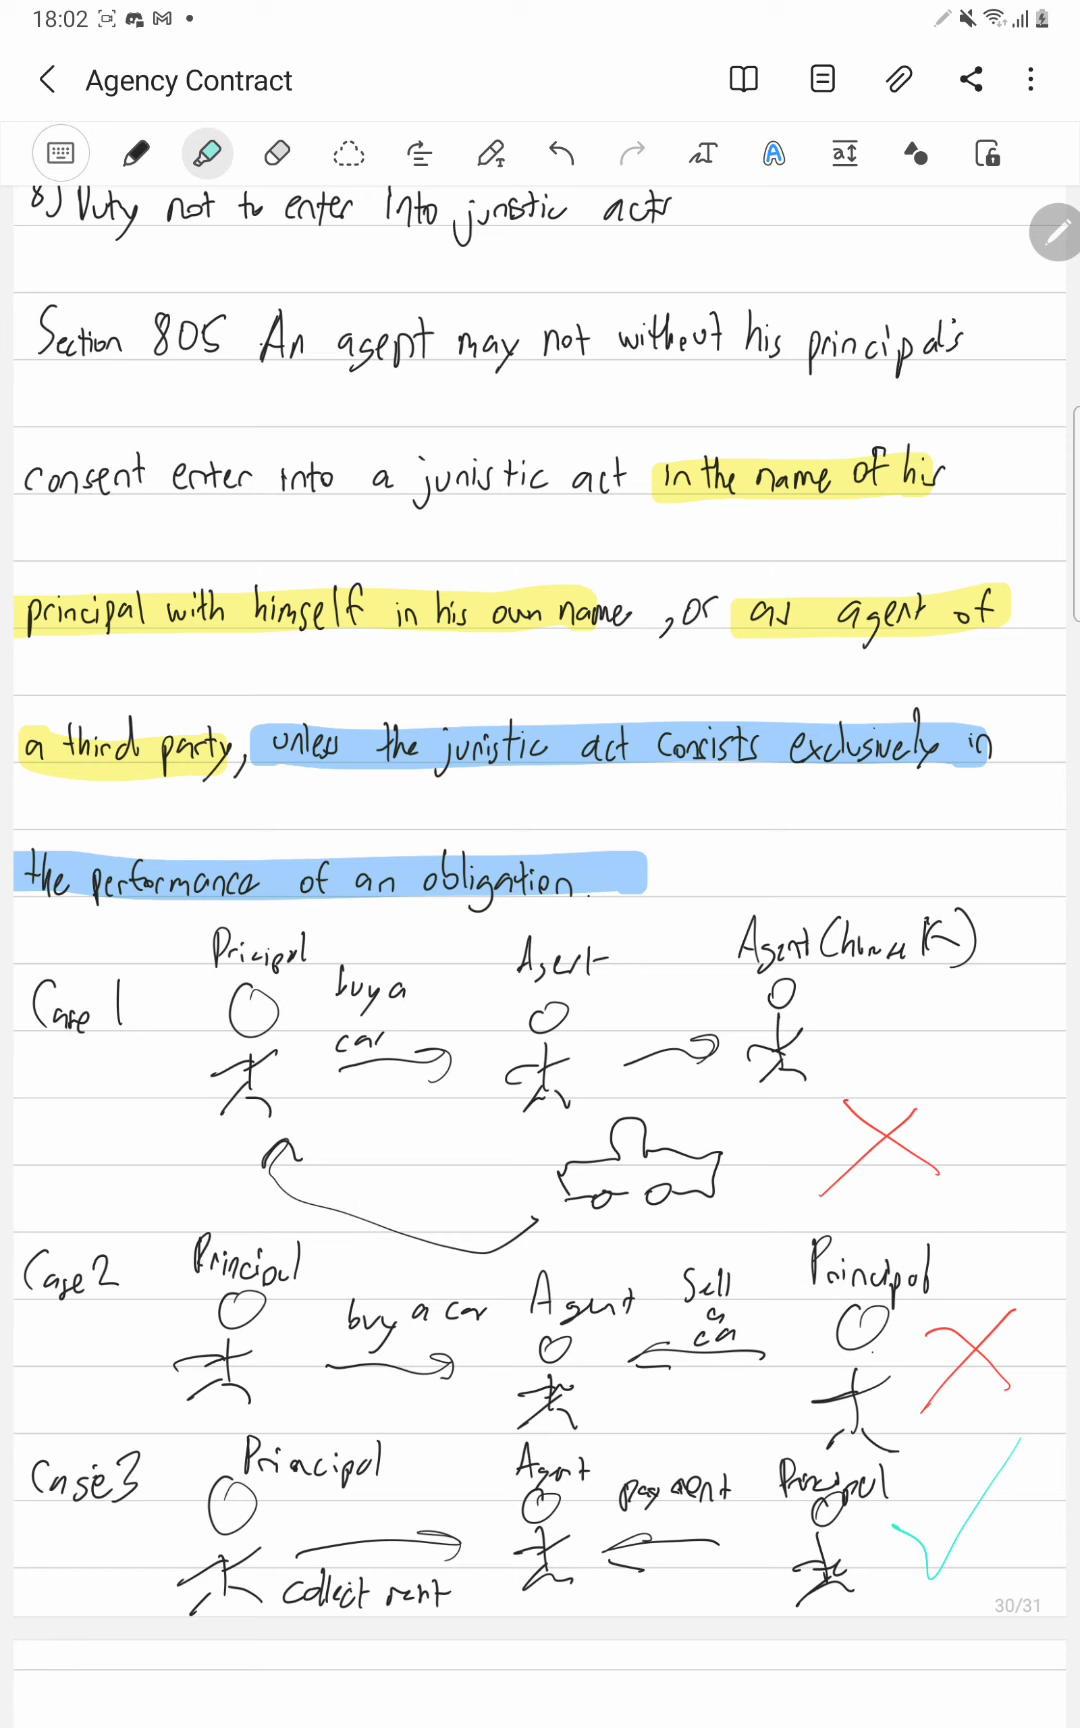 18:02
Agency Contract
8) Duty not to enter into juristic acts
Section 805 An agent may not without his principal's
consent enter into a juristic act in the name of his
principal with himself in his own name, or as agent of
a third party, unless the juristic act consists exclusively in
the performance of an obligation.
Case 1
Pricipal
buy a
car
Agent
Agent
Case 2
Principal
buy a car
Agent
Sell
a
car
Principal
Case 3
Principal
collect rent
Agent
payment
Principal
30/31